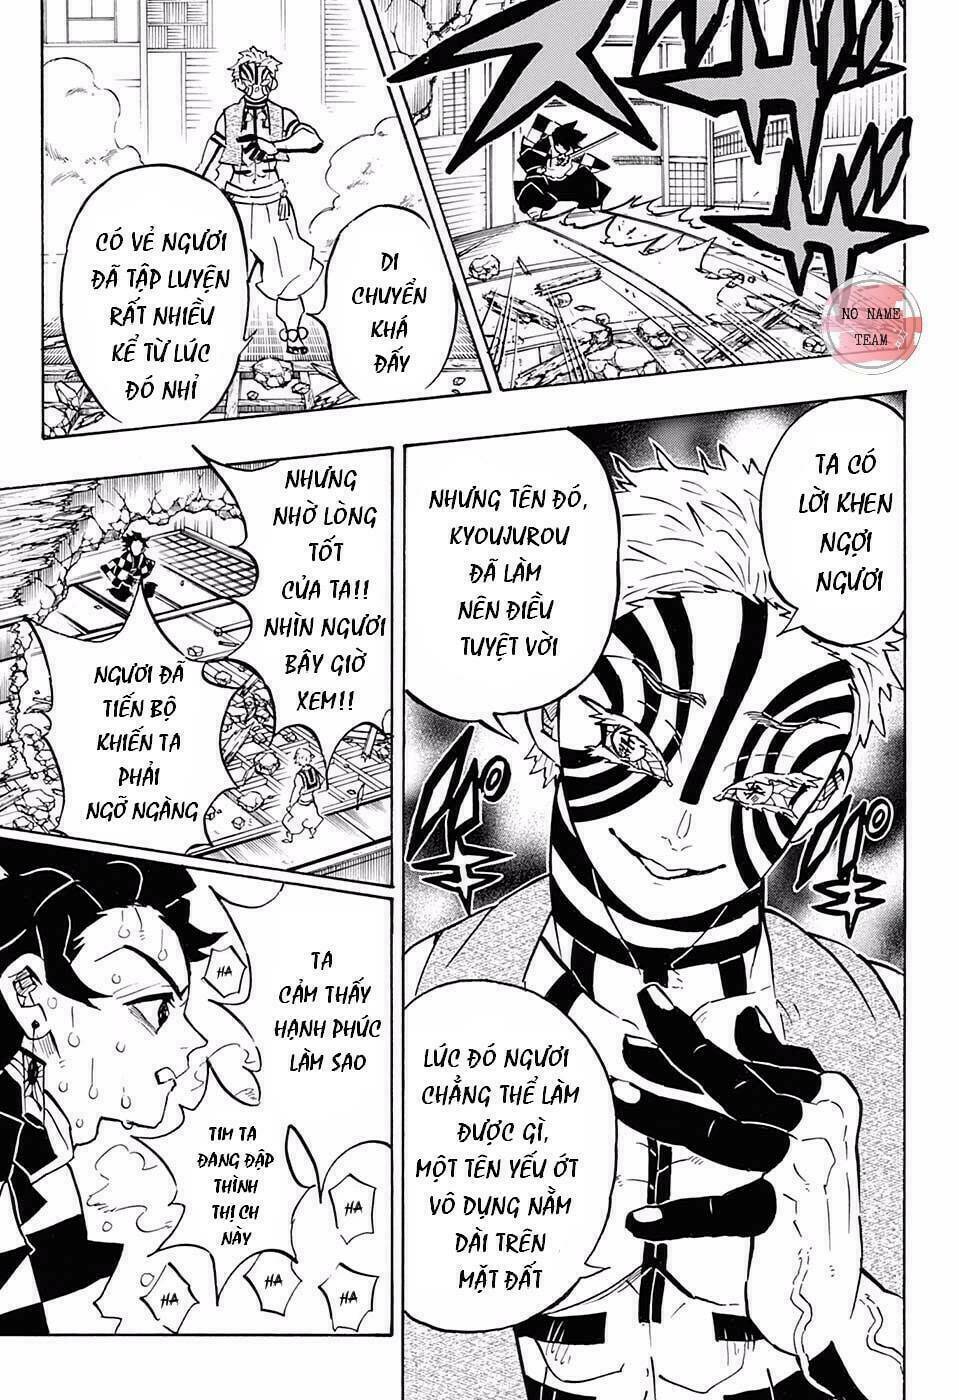 DI
CHUYỂN
KHÁ
ĐẤY
CÓ VẺ NGƯƠI
ĐÃ TẬP LUYỆN
RẤT NHIỀU
KỂ TỪ LÚC
ĐÓ NHỈ
NO NAME
TEAM
TA CÓ
LỜI KHEN
NGỢI
NGƯƠI
NHƯNG TÊN ĐÓ,
KYOUJUROU
ĐÃ LÀM
NÊN ĐIỀU
TUYỆT VỜI
LÚC ĐÓ NGƯƠI
CHẲNG THỂ LÀM
ĐƯỢC GÌ,
MỘT TÊN YẾU ỚT
VÔ DỤNG NẰM
DÀI TRÊN
MẶT ĐẤT
NHƯNG
NHỜ LÒNG
TỐT
CỦA TA!!
NHÌN NGƯƠI
BÂY GIỜ
XEM!!
NGƯƠI ĐÃ
TIẾN BỘ
KHIẾN TA
PHẢI
NGỠ NGÀNG
TA
CẢM THẤY
HẠNH PHÚC
LÀM SAO
TIM TA
ĐANG ĐẬP
THÌNH
THỊCH
NÀY
HA
HA
HA
HA
HA